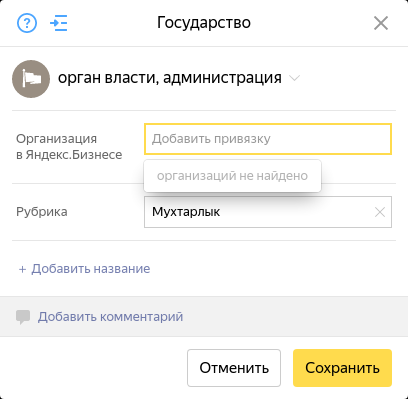 Государство
орган власти, администрация
Организация
в Яндекс.Бизнесе
Добавить привязку
организаций не найдено
Рубрика
Мухтарлык
+ Добавить название
Добавить комментарий
Отменить
Сохранить